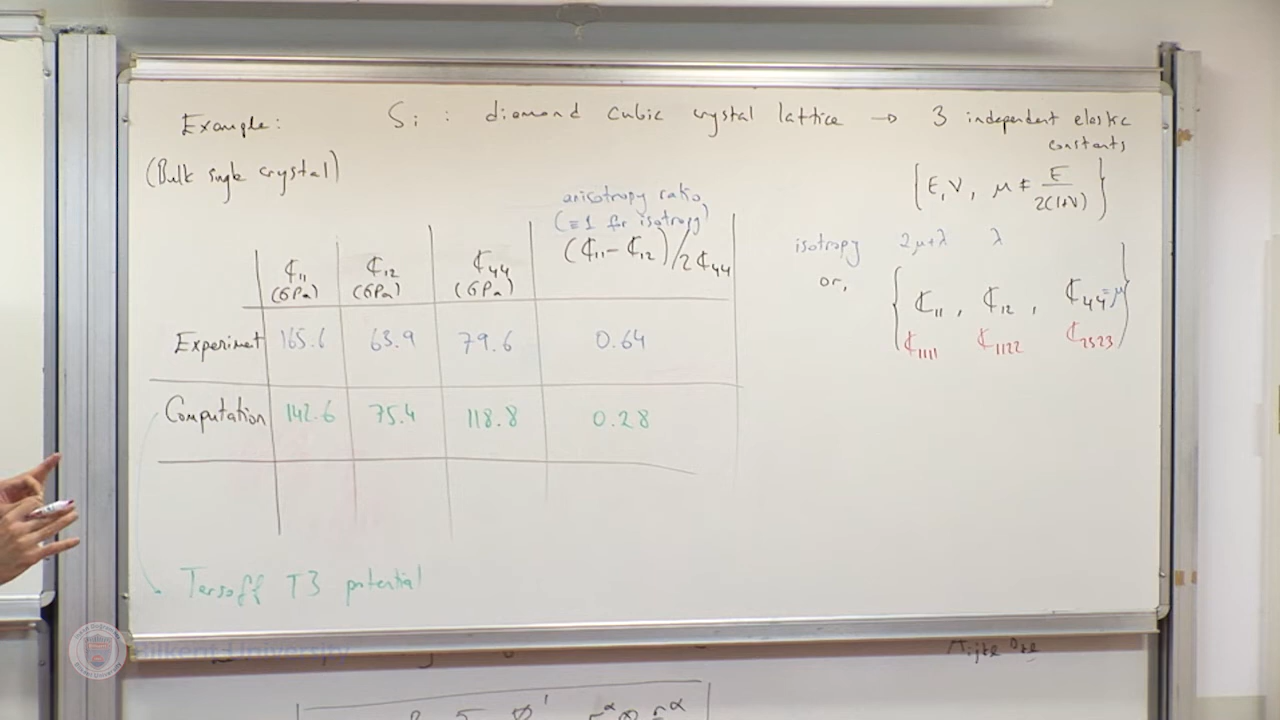 Example: Si : diamond cubic crystal lattice → 3 independent elastic constants
(Bulk single crystal)
{E, ν, μ ≠ E/2(1+ν)}
anisotropy ratio
(≡1 for isotropy)
isotropy 2μ+λ λ
or, {ℂ11, ℂ12, ℂ44=μ}
ℂ1111 ℂ1122 ℂ2323
ℂ11 (GPa) ℂ12 (GPa) ℂ44 (GPa) (ℂ11-ℂ12)/2ℂ44
Experimet 165.6 63.9 79.6 0.64
Computation 142.6 75.4 118.8 0.28
Tersoff T3 potential
Bilkent University